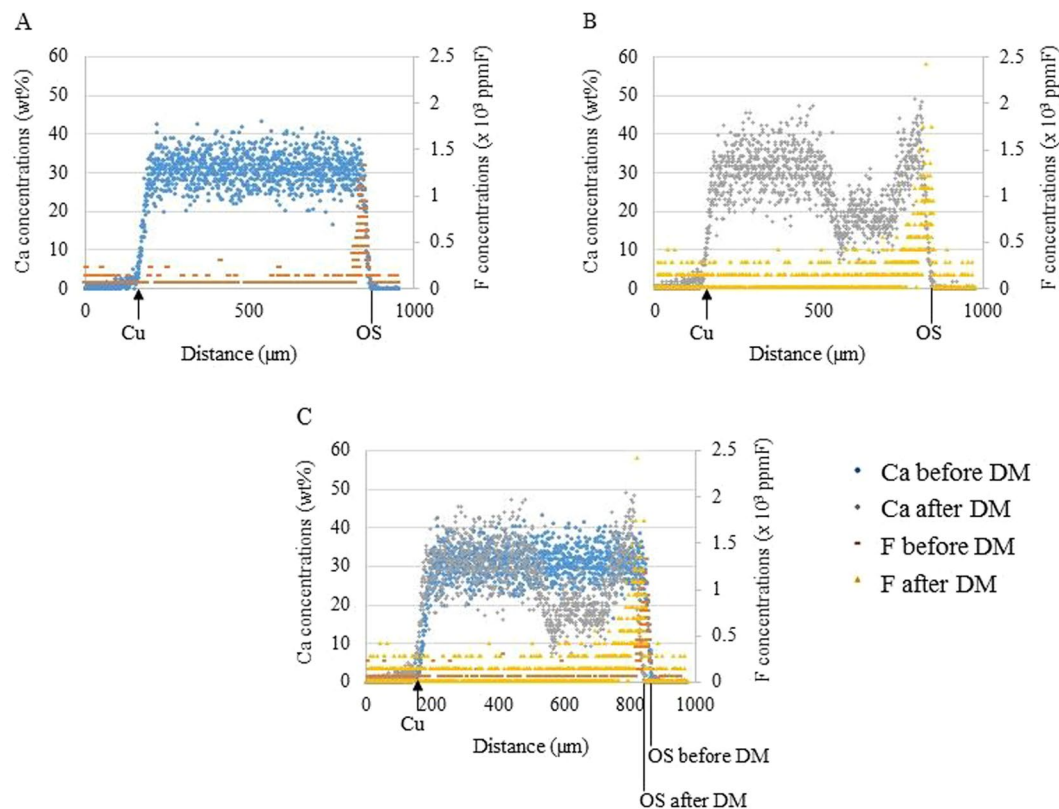 A
Ca concentrations (wt%)
60
50
40
30
20
10
0
2.5
2
1.5
1
0.5
0
F concentrations (x 10³ ppmF)
0
500
1000
Cu
OS
Distance (µm)
B
Ca concentrations (wt%)
60
50
40
30
20
10
0
2.5
2
1.5
1
0.5
0
F concentrations (x 10³ ppmF)
0
500
1000
Cu
OS
Distance (µm)
C
Ca concentrations (wt%)
60
50
40
30
20
10
0
2.5
2
1.5
1
0.5
0
F concentrations (x 10³ ppmF)
0
200
400
600
800
1000
Cu
Distance (µm)
OS before DM
OS after DM
Ca before DM
Ca after DM
F before DM
F after DM